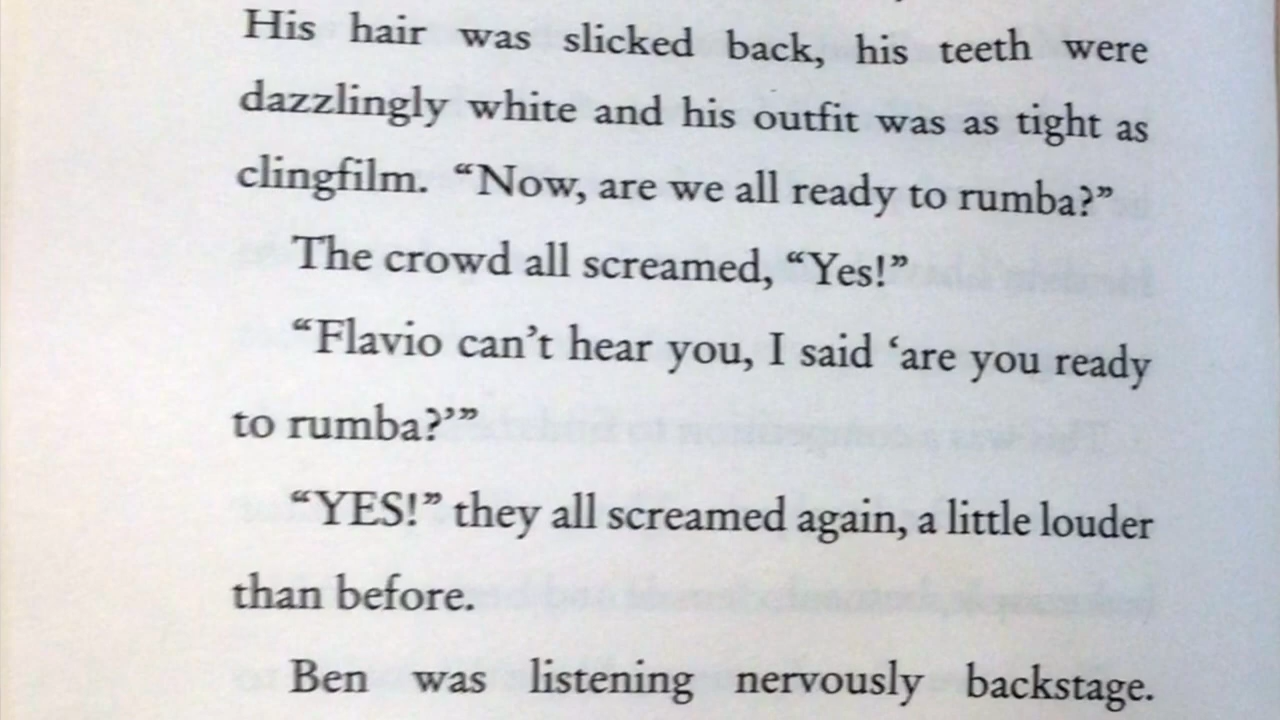 His hair was slicked back, his teeth were
dazzlingly white and his outfit was as tight as
clingfilm. “Now, are we all ready to rumba?”
The crowd all screamed, “Yes!”
“Flavio can’t hear you, I said ‘are you ready
to rumba?’”
“YES!” they all screamed again, a little louder
than before.
Ben was listening nervously backstage.